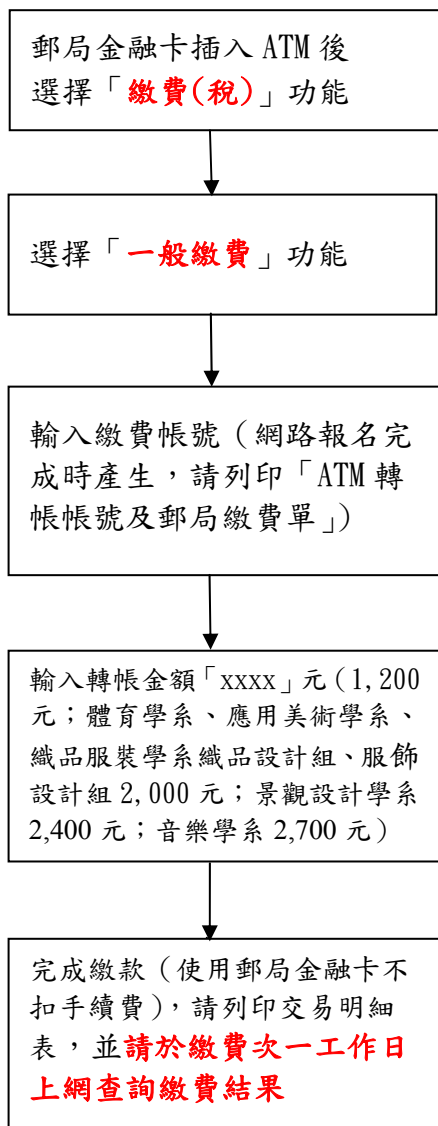 郵局金融卡插入 ATM 後
選擇「繳費(稅)」功能
選擇「一般繳費」功能
輸入繳費帳號（網路報名完
成時產生，請列印「ATM 轉
帳帳號及郵局繳費單」）
輸入轉帳金額「xxxx」元（1,200
元；體育學系、應用美術學系、
織品服裝學系織品設計組、服飾
設計組 2,000 元；景觀設計學系
2,400 元；音樂學系 2,700 元）
完成繳款（使用郵局金融卡不
扣手續費），請列印交易明細
表，並請於繳費次一工作日
上網查詢繳費結果